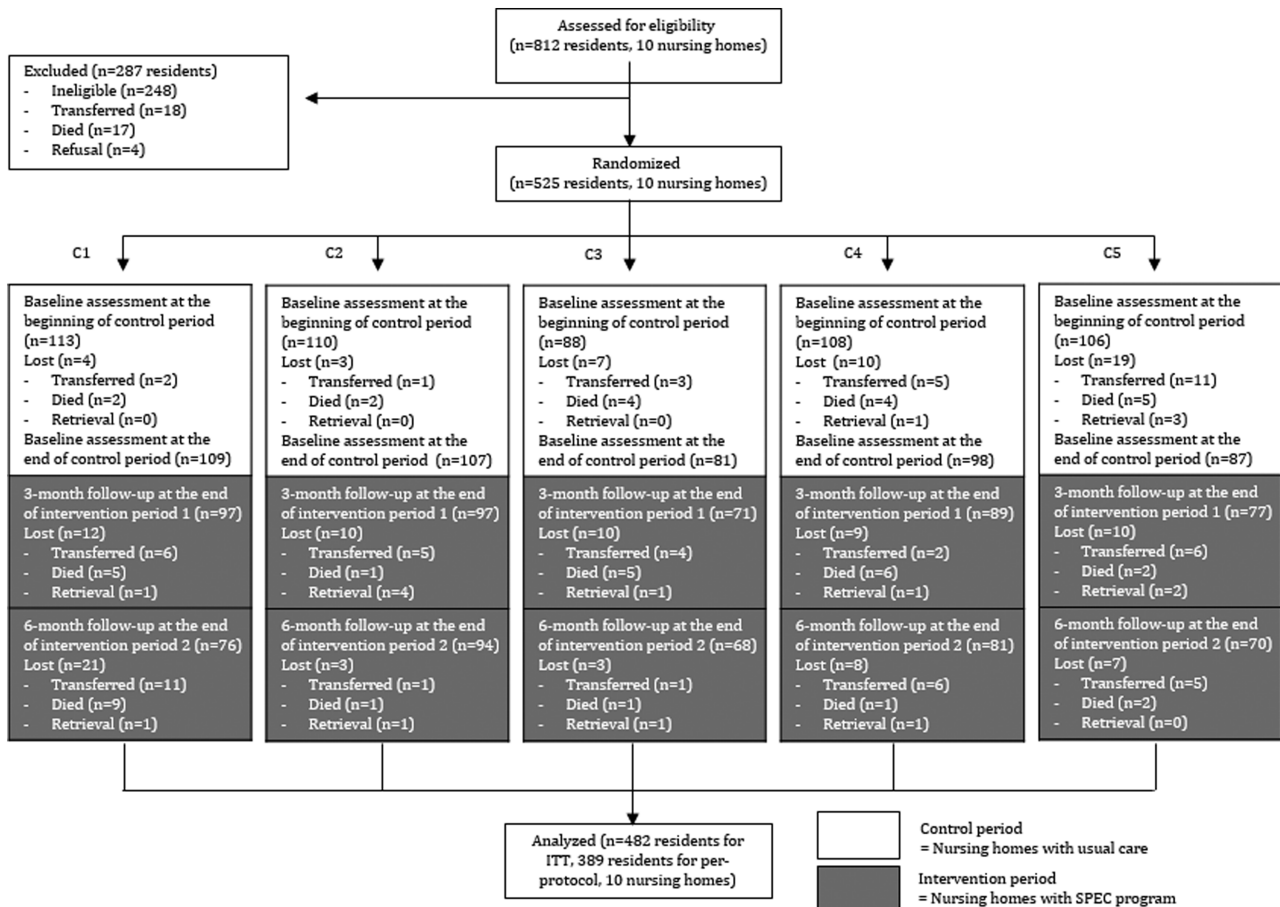 Assessed for eligibility
(n=812 residents, 10 nursing homes)
Excluded (n=287 residents)
- Ineligible (n=248)
- Transferred (n=18)
- Died (n=17)
- Refusal (n=4)
Randomized
(n=525 residents, 10 nursing homes)
C1
C2
C3
C4
C5
Baseline assessment at the
beginning of control period
(n=113)
Lost (n=4)
- Transferred (n=2)
- Died (n=2)
- Retrieval (n=0)
Baseline assessment at the
end of control period (n=109)
3-month follow-up at the end
of intervention period 1 (n=97)
Lost (n=12)
- Transferred (n=6)
- Died (n=5)
- Retrieval (n=1)
6-month follow-up at the end
of intervention period 2 (n=76)
Lost (n=21)
- Transferred (n=11)
- Died (n=9)
- Retrieval (n=1)
Baseline assessment at the
beginning of control period
(n=110)
Lost (n=3)
- Transferred (n=1)
- Died (n=2)
- Retrieval (n=0)
Baseline assessment at the
end of control period (n=107)
3-month follow-up at the end
of intervention period 1 (n=97)
Lost (n=10)
- Transferred (n=5)
- Died (n=1)
- Retrieval (n=4)
6-month follow-up at the end
of intervention period 2 (n=94)
Lost (n=3)
- Transferred (n=1)
- Died (n=1)
- Retrieval (n=1)
Baseline assessment at the
beginning of control period
(n=88)
Lost (n=7)
- Transferred (n=3)
- Died (n=4)
- Retrieval (n=0)
Baseline assessment at the
end of control period (n=81)
3-month follow-up at the end
of intervention period 1 (n=71)
Lost (n=10)
- Transferred (n=4)
- Died (n=5)
- Retrieval (n=1)
6-month follow-up at the end
of intervention period 2 (n=68)
Lost (n=3)
- Transferred (n=1)
- Died (n=1)
- Retrieval (n=1)
Baseline assessment at the
beginning of control period
(n=108)
Lost (n=10)
- Transferred (n=5)
- Died (n=4)
- Retrieval (n=1)
Baseline assessment at the
end of control period (n=98)
3-month follow-up at the end
of intervention period 1 (n=89)
Lost (n=9)
- Transferred (n=2)
- Died (n=6)
- Retrieval (n=1)
6-month follow-up at the end
of intervention period 2 (n=81)
Lost (n=8)
- Transferred (n=6)
- Died (n=1)
- Retrieval (n=1)
Baseline assessment at the
beginning of control period
(n=106)
Lost (n=19)
- Transferred (n=11)
- Died (n=5)
- Retrieval (n=3)
Baseline assessment at the
end of control period (n=87)
3-month follow-up at the end
of intervention period 1 (n=77)
Lost (n=10)
- Transferred (n=6)
- Died (n=2)
- Retrieval (n=2)
6-month follow-up at the end
of intervention period 2 (n=70)
Lost (n=7)
- Transferred (n=5)
- Died (n=2)
- Retrieval (n=0)
Analyzed (n=482 residents for
ITT, 389 residents for per-
protocol, 10 nursing homes)
Control period
= Nursing homes with usual care
Intervention period
= Nursing homes with SPEC program